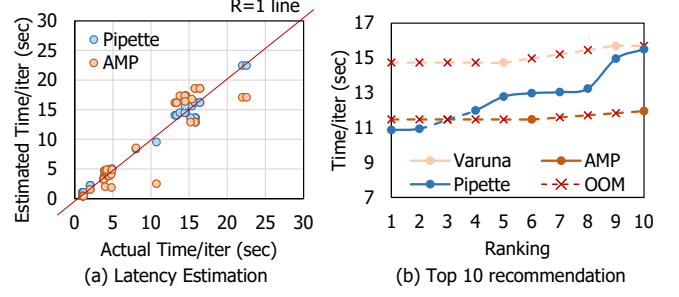 R=1 line
30
25
20
15
10
5
0
Estimated Time/iter (sec)
Pipette
AMP
0 5 10 15 20 25 30
Actual Time/iter (sec)
(a) Latency Estimation
17
15
13
11
9
7
Time/iter (sec)
Varuna AMP
Pipette OOM
1 2 3 4 5 6 7 8 9 10
Ranking
(b) Top 10 recommendation